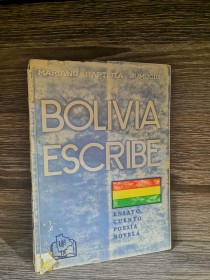 MARIANO BAPTISTA GUMUCIO
BOLIVIA
ESCRIBE
ENSAYO
CUENTO
POESIA
NOVELA